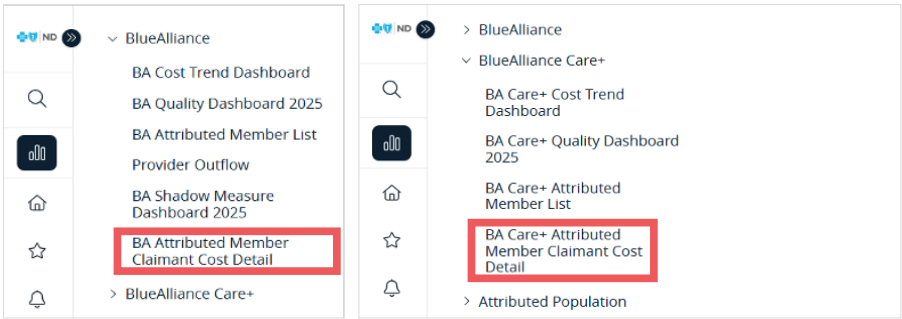 ND
BlueAlliance
BA Cost Trend Dashboard
BA Quality Dashboard 2025
BA Attributed Member List
Provider Outflow
BA Shadow Measure
Dashboard 2025
BA Attributed Member
Claimant Cost Detail
BlueAlliance Care+
ND
BlueAlliance
BlueAlliance Care+
BA Care+ Cost Trend
Dashboard
BA Care+ Quality Dashboard
2025
BA Care+ Attributed
Member List
BA Care+ Attributed
Member Claimant Cost
Detail
Attributed Population